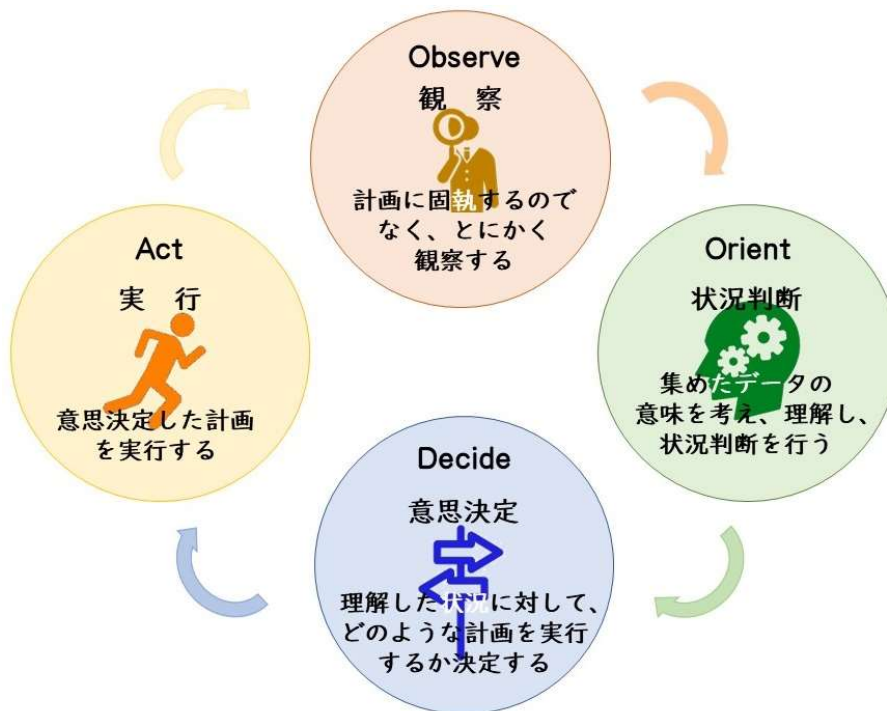 Observe
観 察
計画に固執するので
なく、とにかく
観察する
Orient
状況判断
集めたデータの
意味を考え、理解し、
状況判断を行う
Decide
意思決定
理解した状況に対して、
どのような計画を実行
するか決定する
Act
実 行
意思決定した計画
を実行する